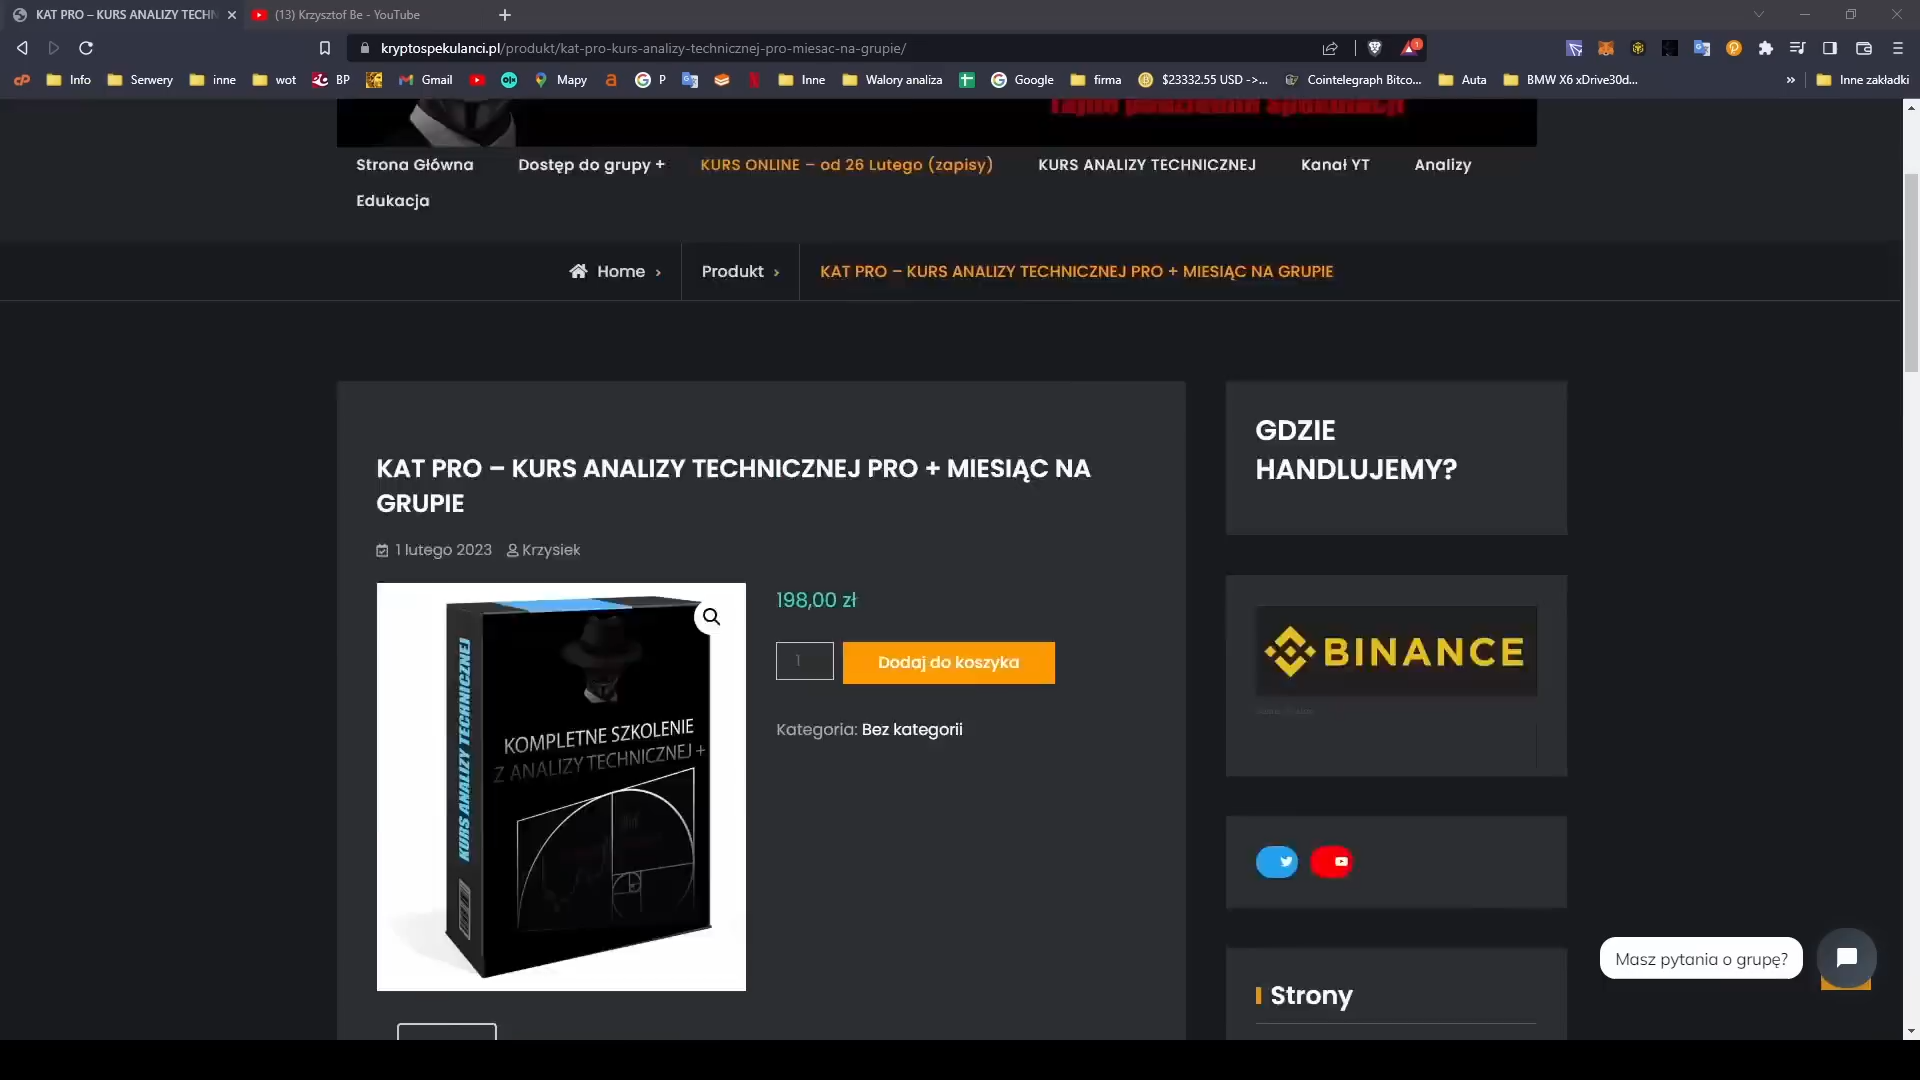 KAT PRO – KURS ANALIZY TECHN
(13) Krzysztof Be - YouTube
kryptospekulanci.pl/produkt/kat-pro-kurs-analizy-technicznej-pro-miesac-na-grupie/
1
Info Serwery inne wot BP Gmail Mapy a Google P Inne Walory analiza Google firma $23332.55 USD ->... Cointelegraph Bitco... Auta BMW X6 xDrive30d... » Inne zakładki
Tajne podziemie spekulacji
Strona Główna Dostęp do grupy + KURS ONLINE – od 26 Lutego (zapisy) KURS ANALIZY TECHNICZNEJ Kanał YT Analizy
Edukacja
Home › Produkt › KAT PRO – KURS ANALIZY TECHNICZNEJ PRO + MIESIĄC NA GRUPIE
KAT PRO – KURS ANALIZY TECHNICZNEJ PRO + MIESIĄC NA
GRUPIE
1 lutego 2023 Krzysiek
198,00 zł
1
Dodaj do koszyka
Kategoria: Bez kategorii
KURS ANALIZY TECHNICZNEJ
KOMPLETNE SZKOLENIE
Z ANALIZY TECHNICZNEJ +
GDZIE
HANDLUJEMY?
BINANCE
Masz pytania o grupę?
Strony